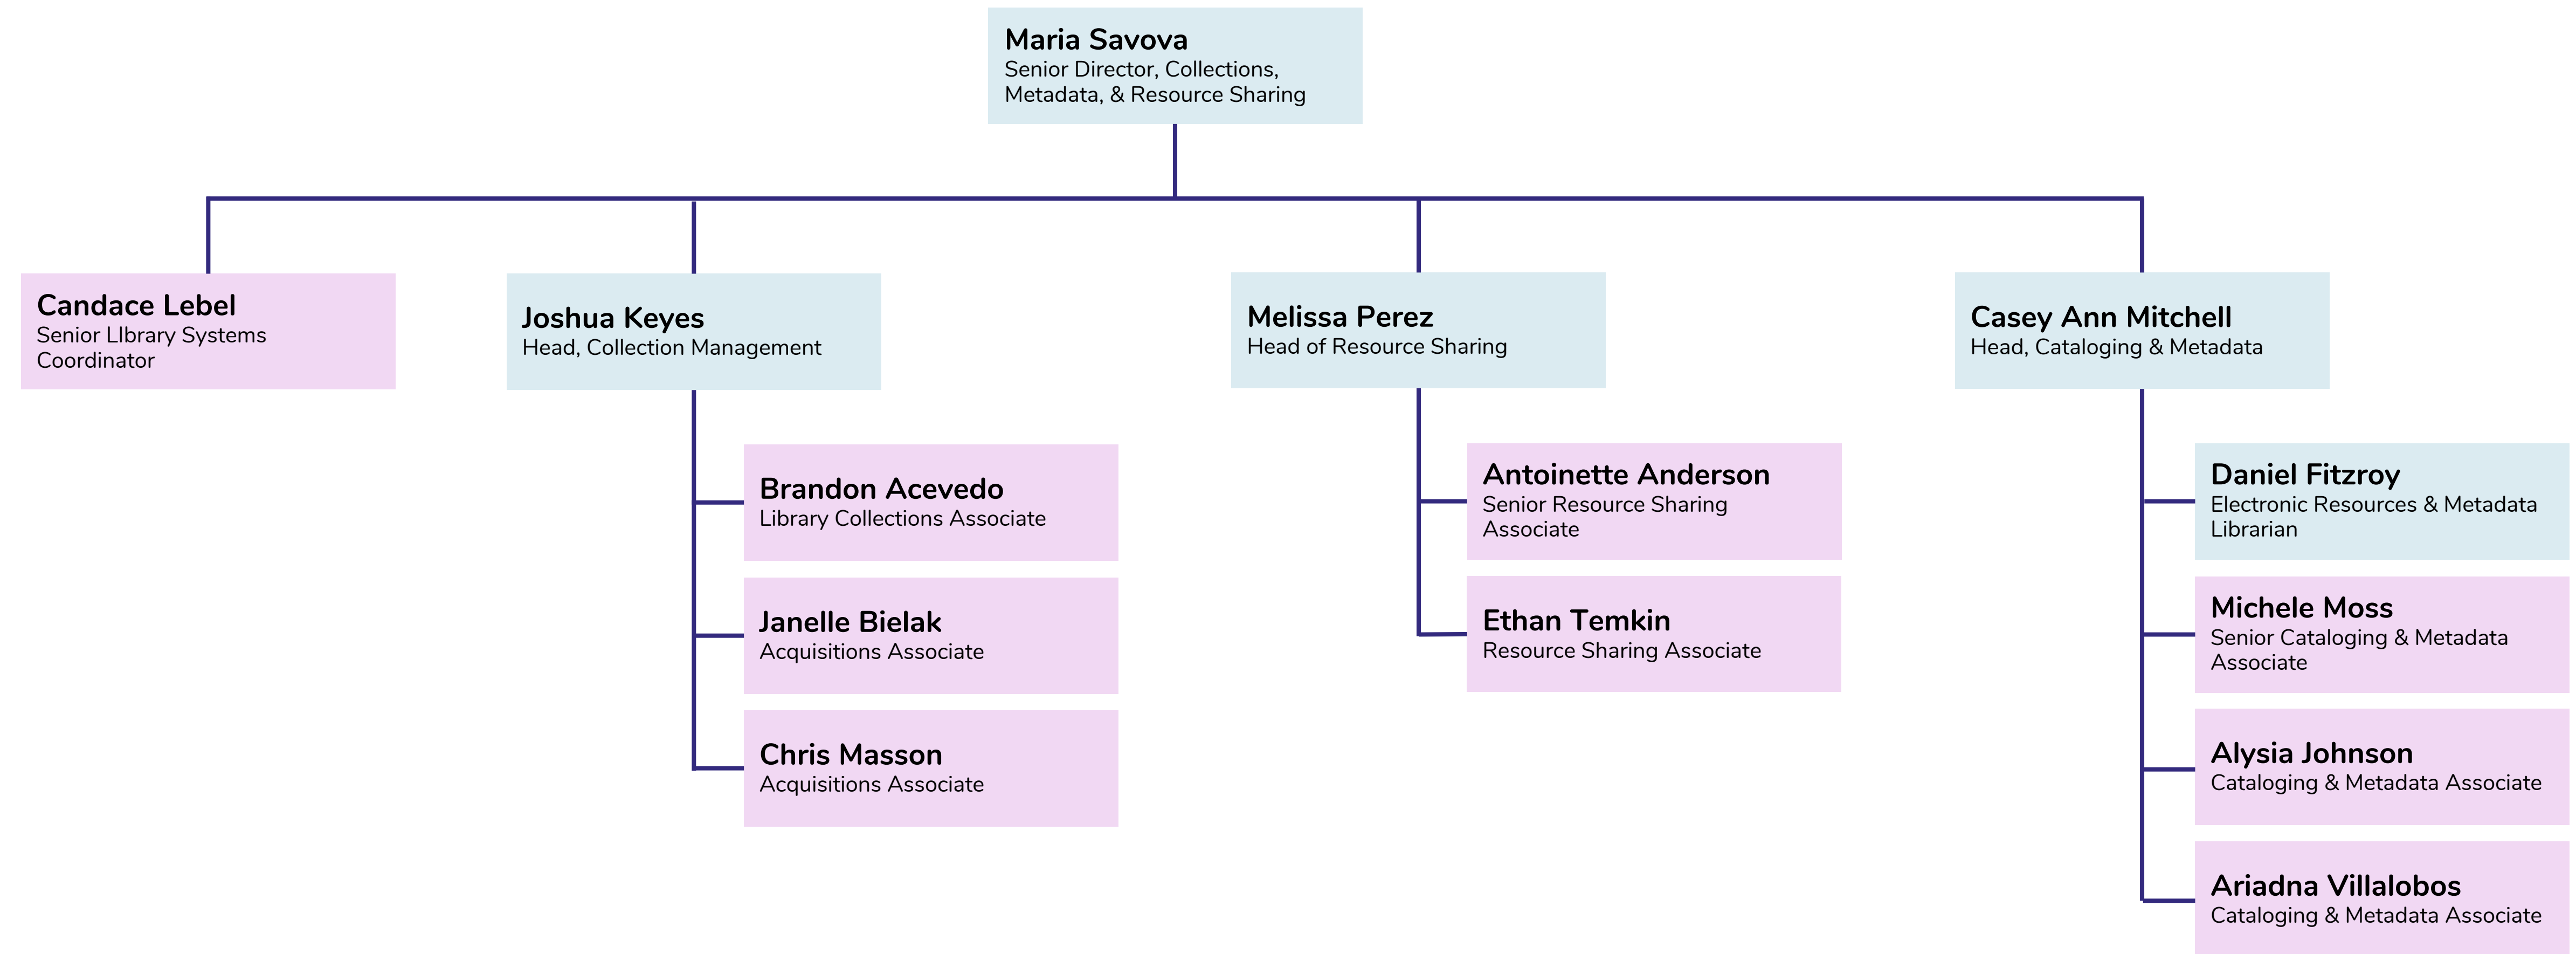 Maria Savova
Senior Director, Collections,
Metadata, & Resource Sharing
Candace Lebel
Senior LIbrary Systems
Coordinator
Joshua Keyes
Head, Collection Management
Brandon Acevedo
Library Collections Associate
Janelle Bielak
Acquisitions Associate
Chris Masson
Acquisitions Associate
Melissa Perez
Head of Resource Sharing
Antoinette Anderson
Senior Resource Sharing
Associate
Ethan Temkin
Resource Sharing Associate
Casey Ann Mitchell
Head, Cataloging & Metadata
Daniel Fitzroy
Electronic Resources & Metadata
Librarian
Michele Moss
Senior Cataloging & Metadata
Associate
Alysia Johnson
Cataloging & Metadata Associate
Ariadna Villalobos
Cataloging & Metadata Associate